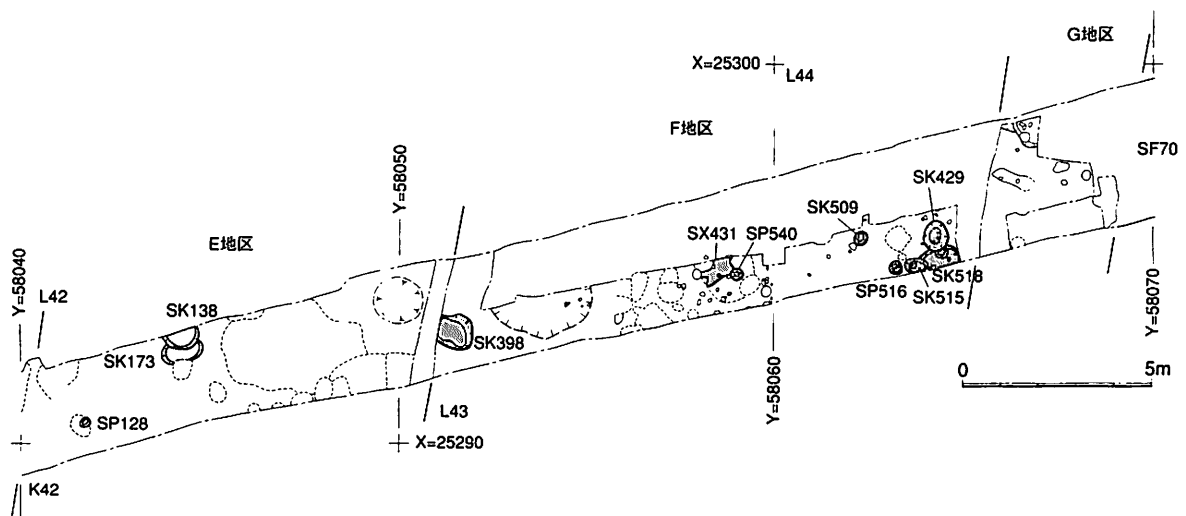 G地区
X=25300
L44
F地区
SF70
Y=58050
SK429
SK509
E地区
SX431
SP540
Y=58040
L42
SK138
SK518
SP516
SK515
Y=58070
SK173
SK398
0
5m
Y=58060
L43
SP128
X=25290
K42